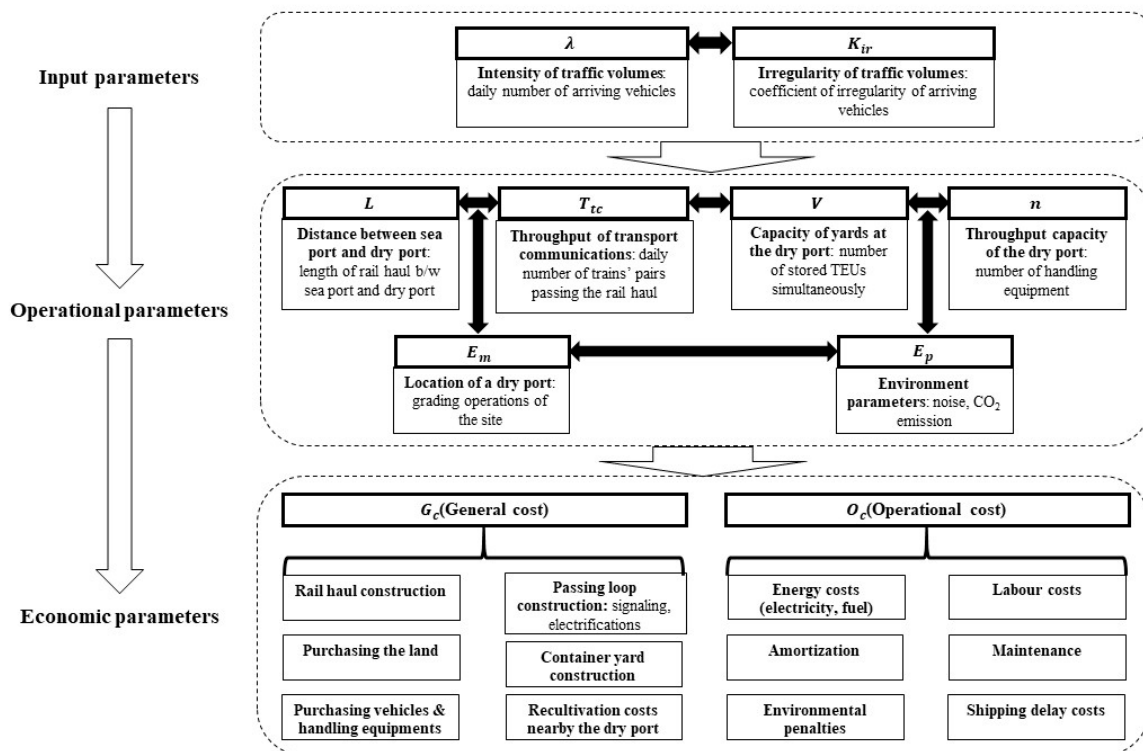 Input parameters
λ
K_ir
Intensity of traffic volumes:
daily number of arriving vehicles
Irregularity of traffic volumes:
coefficient of irregularity of arriving
vehicles
Operational parameters
L
T_tc
V
n
Distance between sea
port and dry port:
length of rail haul b/w
sea port and dry port
Throughput of transport
communications: daily
number of trains’ pairs
passing the rail haul
Capacity of yards at
the dry port: number
of stored TEUs
simultaneously
Throughput capacity
of the dry port:
number of handling
equipment
E_m
E_p
Location of a dry port:
grading operations of
the site
Environment
parameters: noise, CO₂
emission
Economic parameters
G_c(General cost)
O_c(Operational cost)
Rail haul construction
Passing loop
construction: signaling,
electrifications
Energy costs
(electricity, fuel)
Labour costs
Purchasing the land
Container yard
construction
Amortization
Maintenance
Purchasing vehicles &
handling equipments
Recultivation costs
nearby the dry port
Environmental
penalties
Shipping delay costs